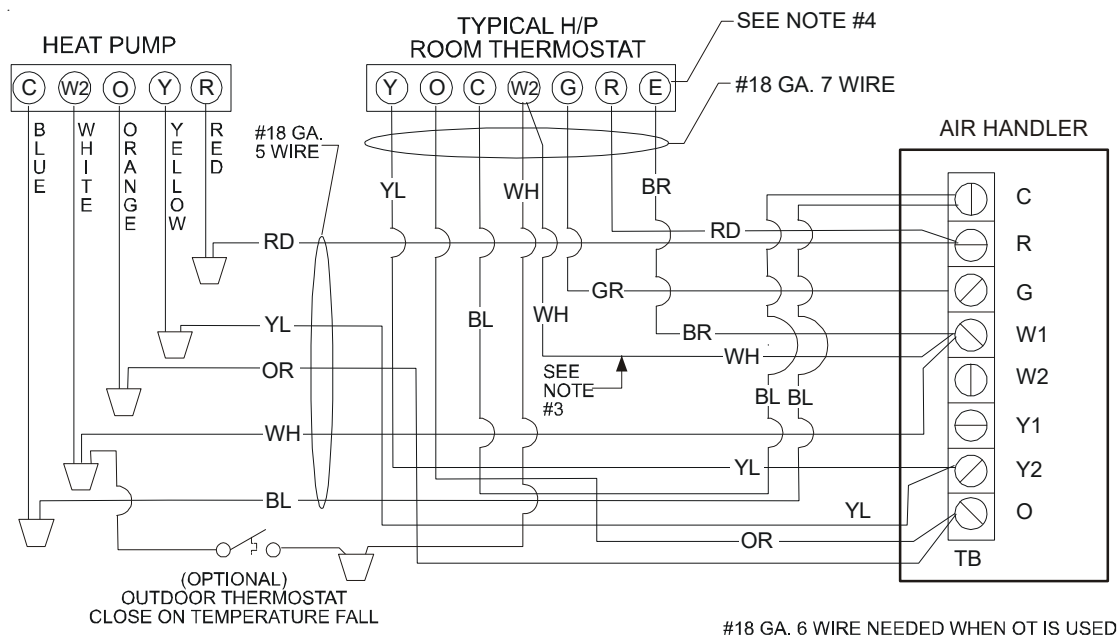 HEAT PUMP
C W2 O Y R
BLUE
WHITE
ORANGE
YELLOW
RED
#18 GA.
5 WIRE
TYPICAL H/P
ROOM THERMOSTAT
Y O C W2 G R E
SEE NOTE #4
#18 GA. 7 WIRE
AIR HANDLER
C
R
G
W1
W2
Y1
Y2
O
TB
YL
WH
BR
RD
RD
GR
BL
WH
YL
BR
WH
OR
SEE
NOTE
#3
BL
BL
WH
YL
BL
YL
OR
(OPTIONAL)
OUTDOOR THERMOSTAT
CLOSE ON TEMPERATURE FALL
#18 GA. 6 WIRE NEEDED WHEN OT IS USED